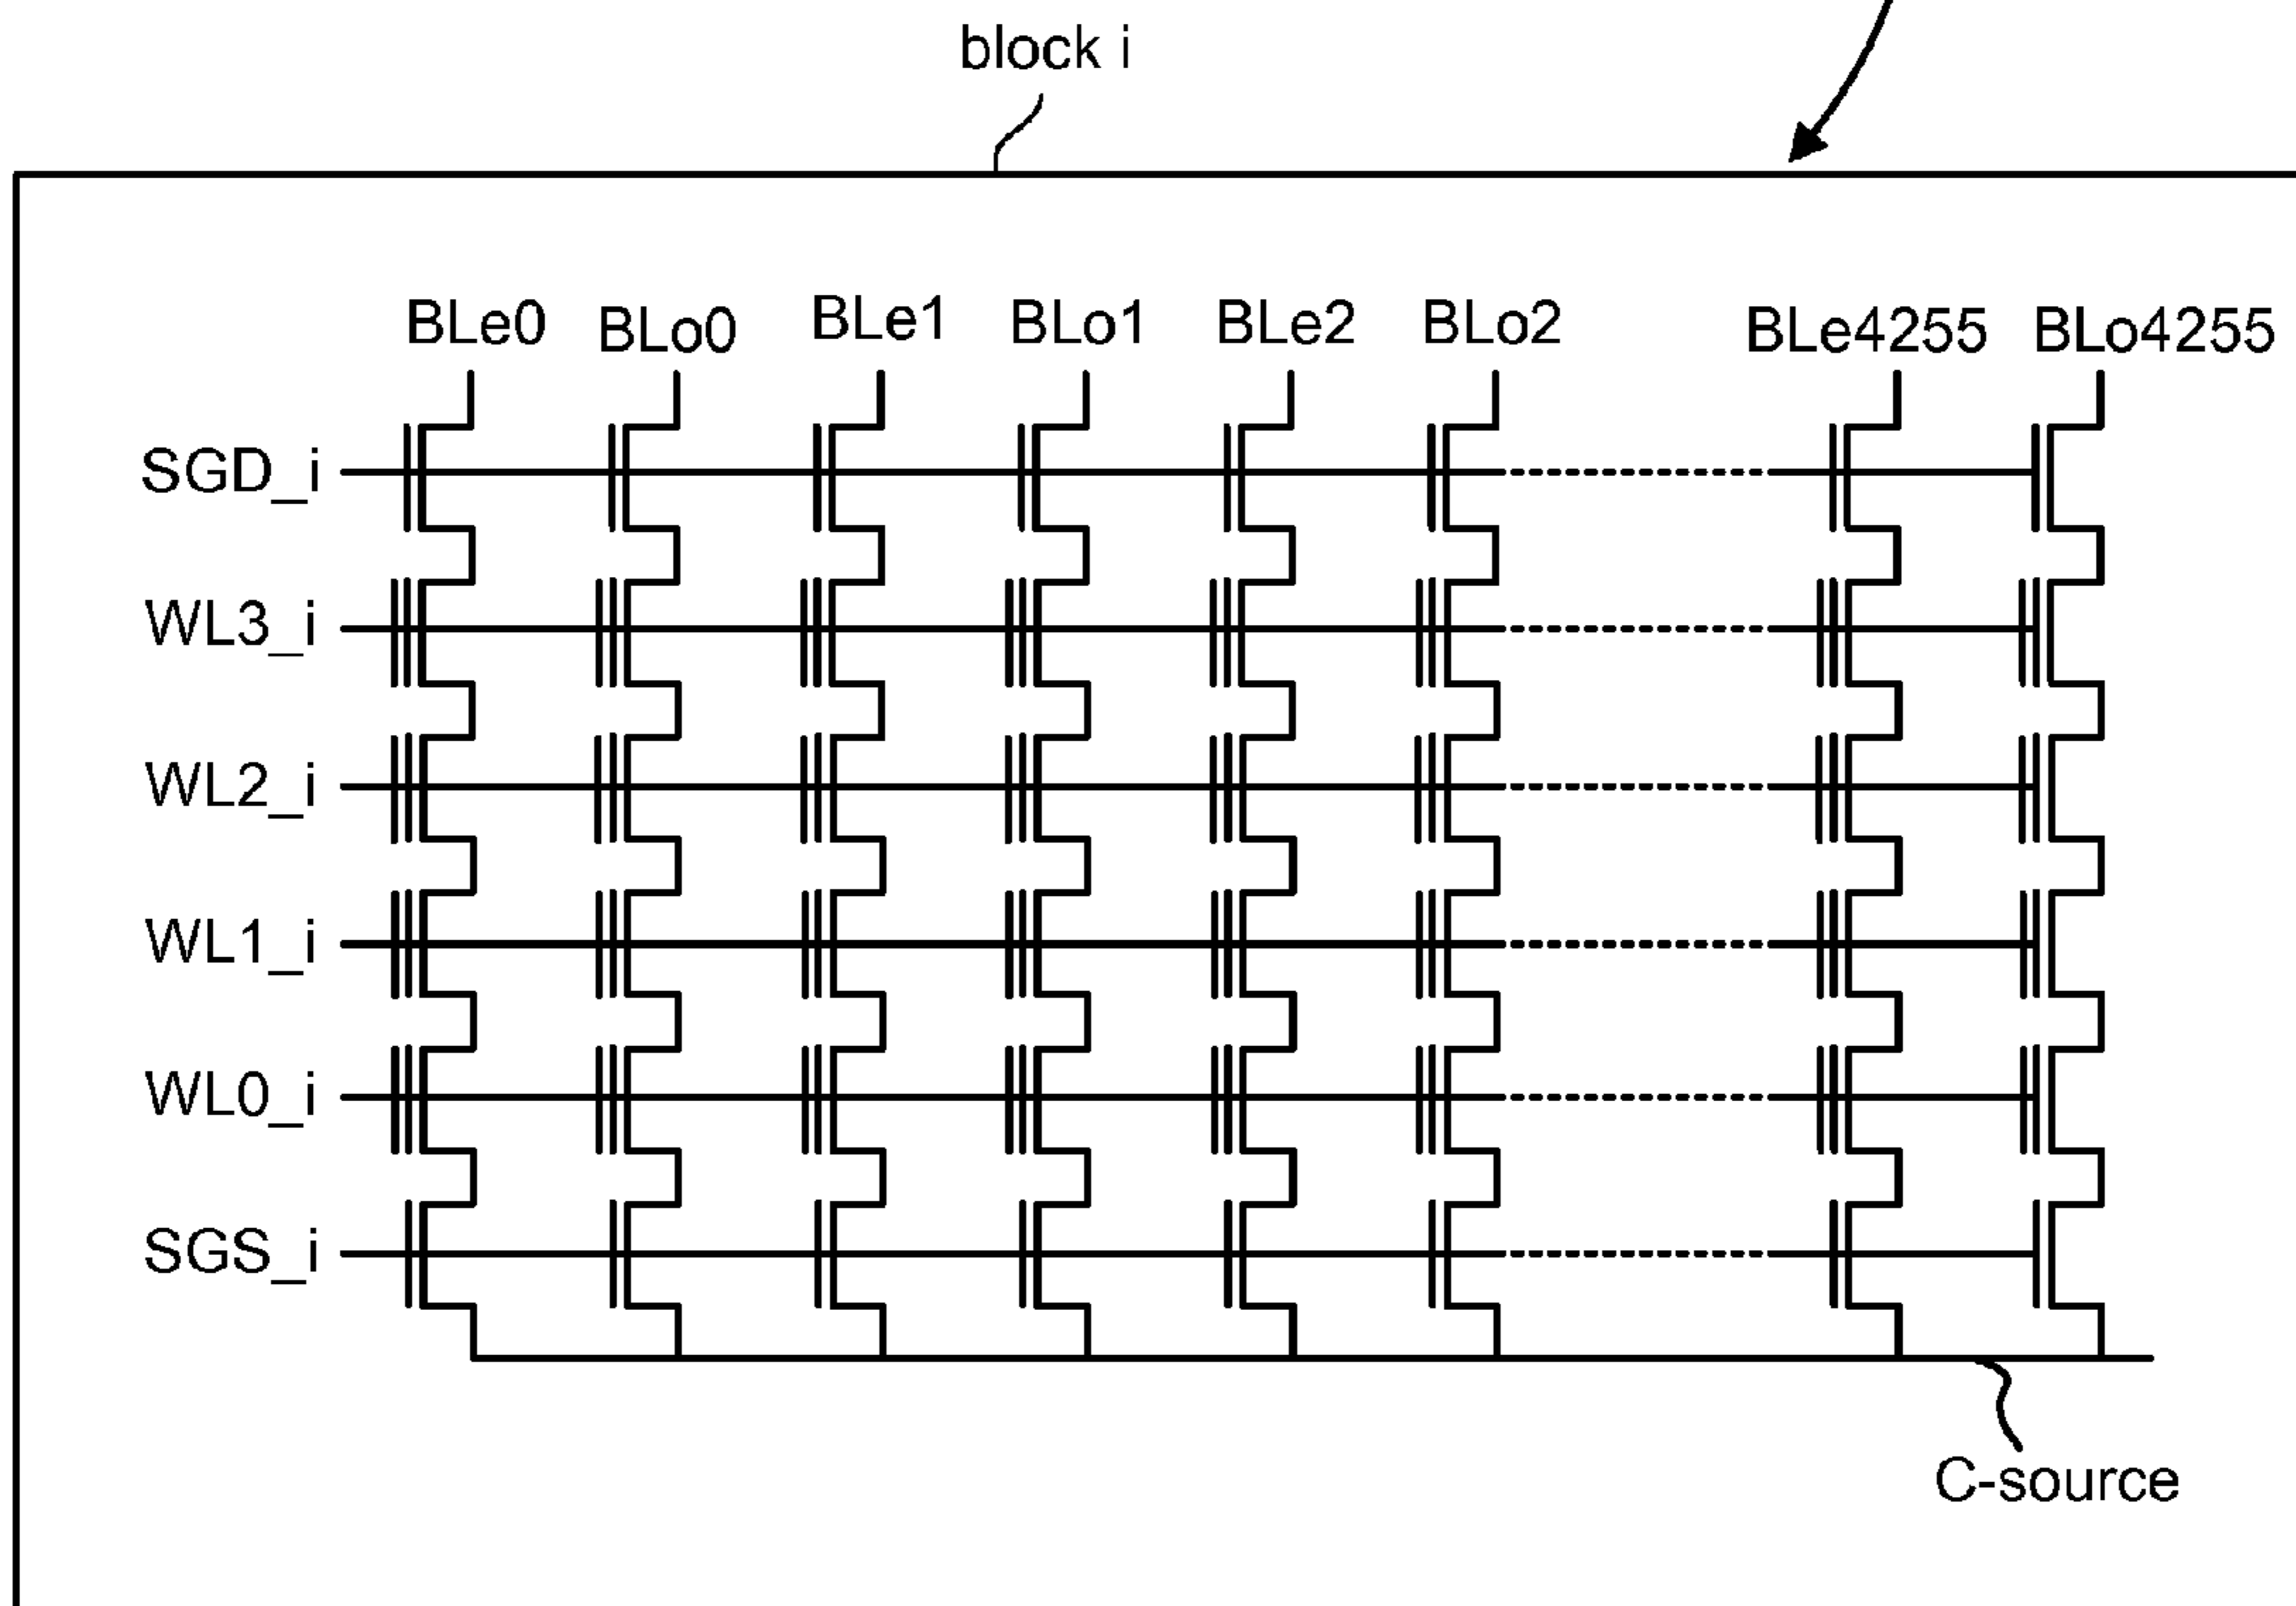 block i
BLe0 BLo0 BLe1 BLo1 BLe2 BLo2 BLe4255 BLo4255
SGD_i
WL3_i
WL2_i
WL1_i
WL0_i
SGS_i
C-source